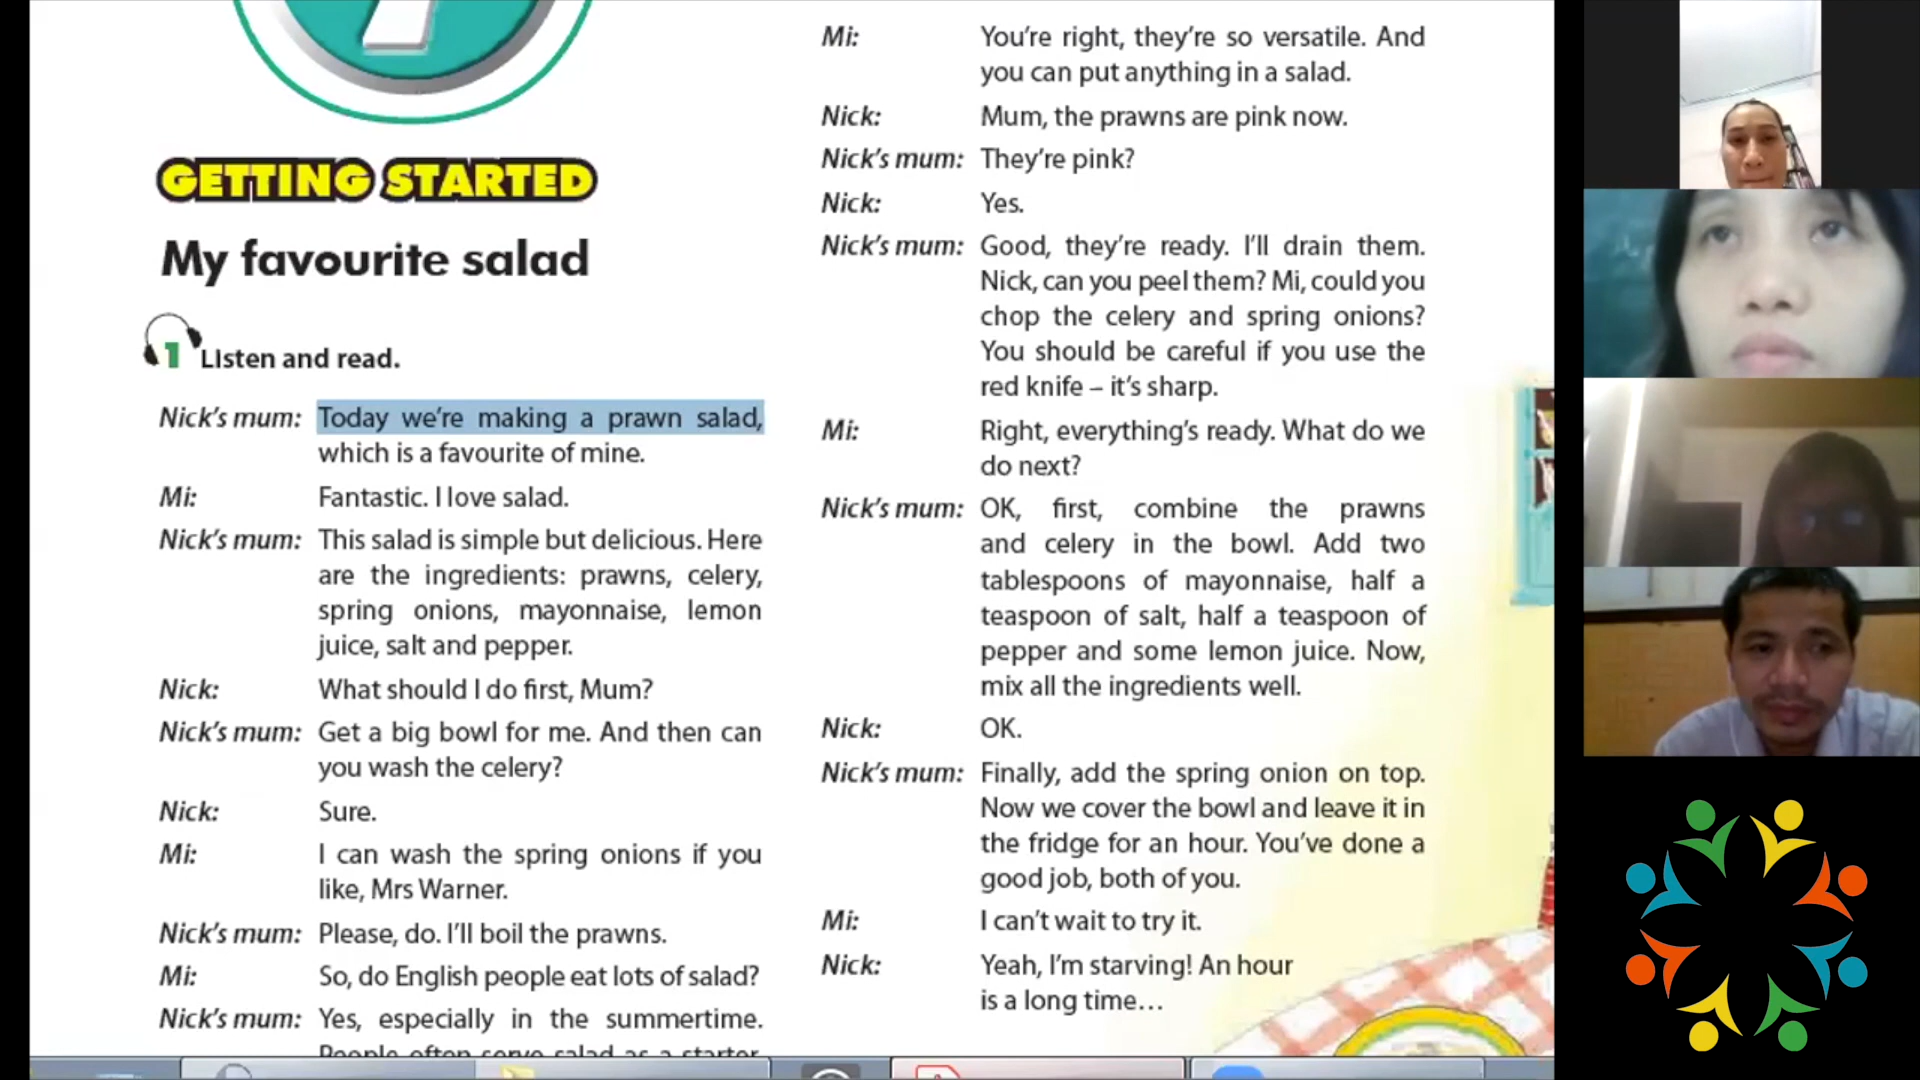 GETTING STARTED
My favourite salad
1 Listen and read.
Nick's mum: Today we're making a prawn salad,
which is a favourite of mine.
Mi: Fantastic. I love salad.
Nick's mum: This salad is simple but delicious. Here
are the ingredients: prawns, celery,
spring onions, mayonnaise, lemon
juice, salt and pepper.
Nick: What should I do first, Mum?
Nick's mum: Get a big bowl for me. And then can
you wash the celery?
Nick: Sure.
Mi: I can wash the spring onions if you
like, Mrs Warner.
Nick's mum: Please, do. I'll boil the prawns.
Mi: So, do English people eat lots of salad?
Nick's mum: Yes, especially in the summertime.
People often serve salad as a starter.
Mi: You're right, they're so versatile. And
you can put anything in a salad.
Nick: Mum, the prawns are pink now.
Nick's mum: They're pink?
Nick: Yes.
Nick's mum: Good, they're ready. I'll drain them.
Nick, can you peel them? Mi, could you
chop the celery and spring onions?
You should be careful if you use the
red knife – it's sharp.
Mi: Right, everything's ready. What do we
do next?
Nick's mum: OK, first, combine the prawns
and celery in the bowl. Add two
tablespoons of mayonnaise, half a
teaspoon of salt, half a teaspoon of
pepper and some lemon juice. Now,
mix all the ingredients well.
Nick: OK.
Nick's mum: Finally, add the spring onion on top.
Now we cover the bowl and leave it in
the fridge for an hour. You've done a
good job, both of you.
Mi: I can't wait to try it.
Nick: Yeah, I'm starving! An hour
is a long time…